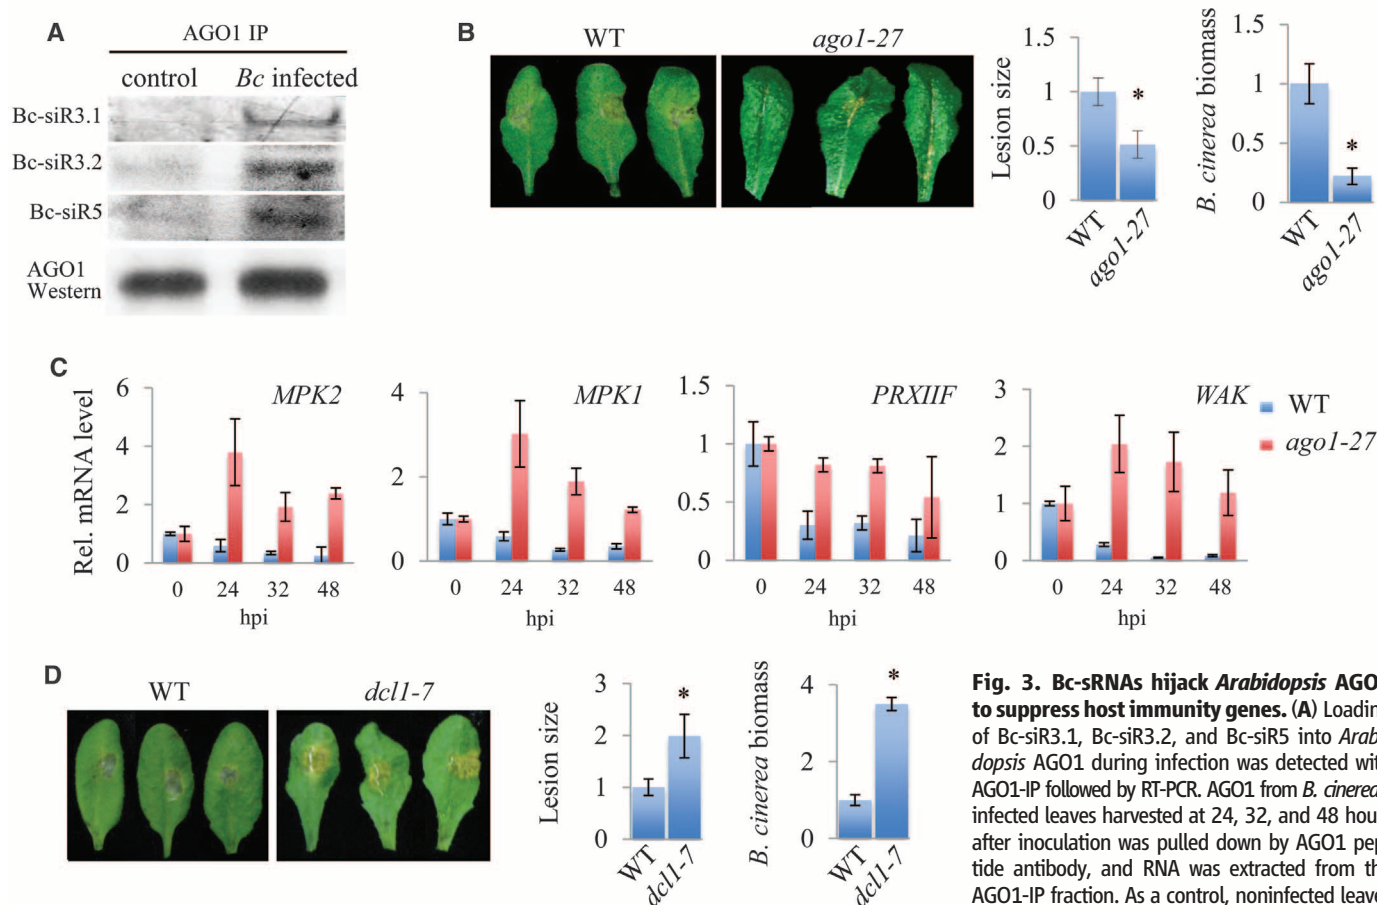 A
AGO1 IP
control Bc infected
Bc-siR3.1
Bc-siR3.2
Bc-siR5
AGO1
Western
B
WT ago1-27
Lesion size
1.5
1
0.5
0
*
WT
ago1-27
B. cinerea biomass
1.5
1
0.5
0
*
WT
ago1-27
C
Rel. mRNA level
6
4
2
0
MPK2
0 24 32 48
hpi
4
2
0
MPK1
0 24 32 48
hpi
1.5
1
0.5
0
PRXIIF
0 24 32 48
hpi
3
2
1
0
WAK
0 24 32 48
hpi
WT
ago1-27
D
WT dcl1-7
Lesion size
3
2
1
0
*
WT
dcl1-7
B. cinerea biomass
4
2
0
*
WT
dcl1-7
Fig. 3. Bc-sRNAs hijack Arabidopsis AGO
to suppress host immunity genes. (A) Loadin
of Bc-siR3.1, Bc-siR3.2, and Bc-siR5 into Arab
dopsis AGO1 during infection was detected wit
AGO1-IP followed by RT-PCR. AGO1 from B. cinerea
infected leaves harvested at 24, 32, and 48 hour
after inoculation was pulled down by AGO1 pep
tide antibody, and RNA was extracted from th
AGO1-IP fraction. As a control, noninfected leave